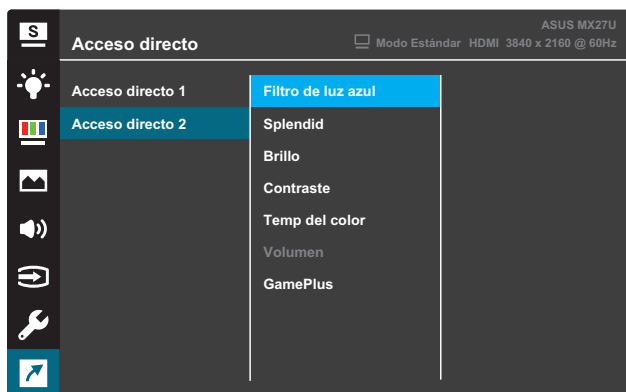 S
ASUS MX27U
Acceso directo
Modo Estándar HDMI 3840 x 2160 @ 60Hz
Acceso directo 1
Acceso directo 2
Filtro de luz azul
Splendid
Brillo
Contraste
Temp del color
Volumen
GamePlus